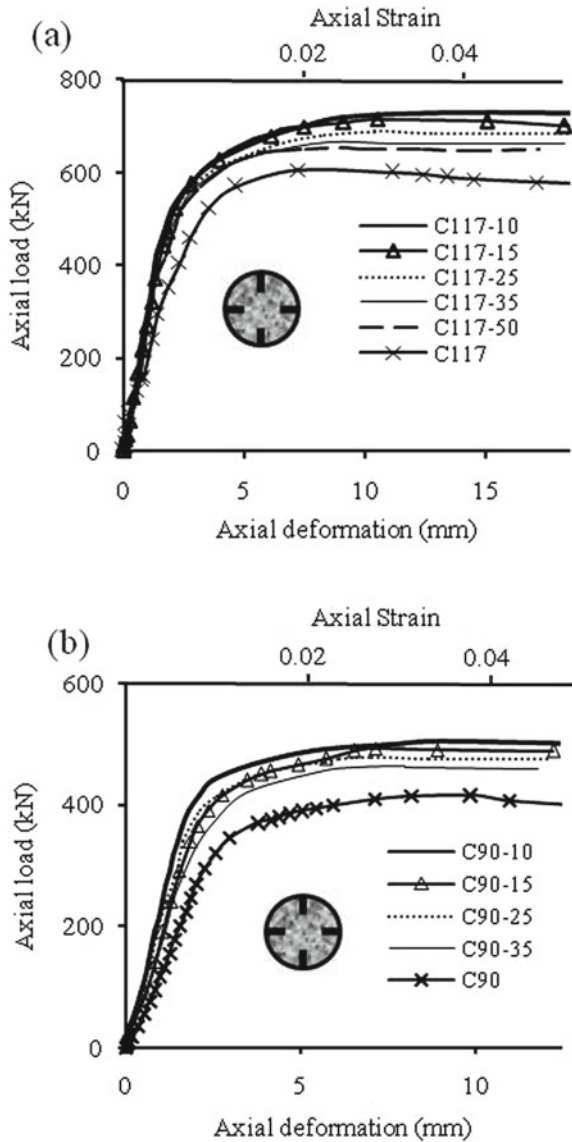 (a)
Axial Strain
0.02 0.04
800
600
400
200
0
Axial load (kN)
C117-10
C117-15
C117-25
C117-35
C117-50
C117
0 5 10 15
Axial deformation (mm)
(b)
Axial Strain
0.02 0.04
600
400
200
0
Axial load (kN)
C90-10
C90-15
C90-25
C90-35
C90
0 5 10
Axial deformation (mm)